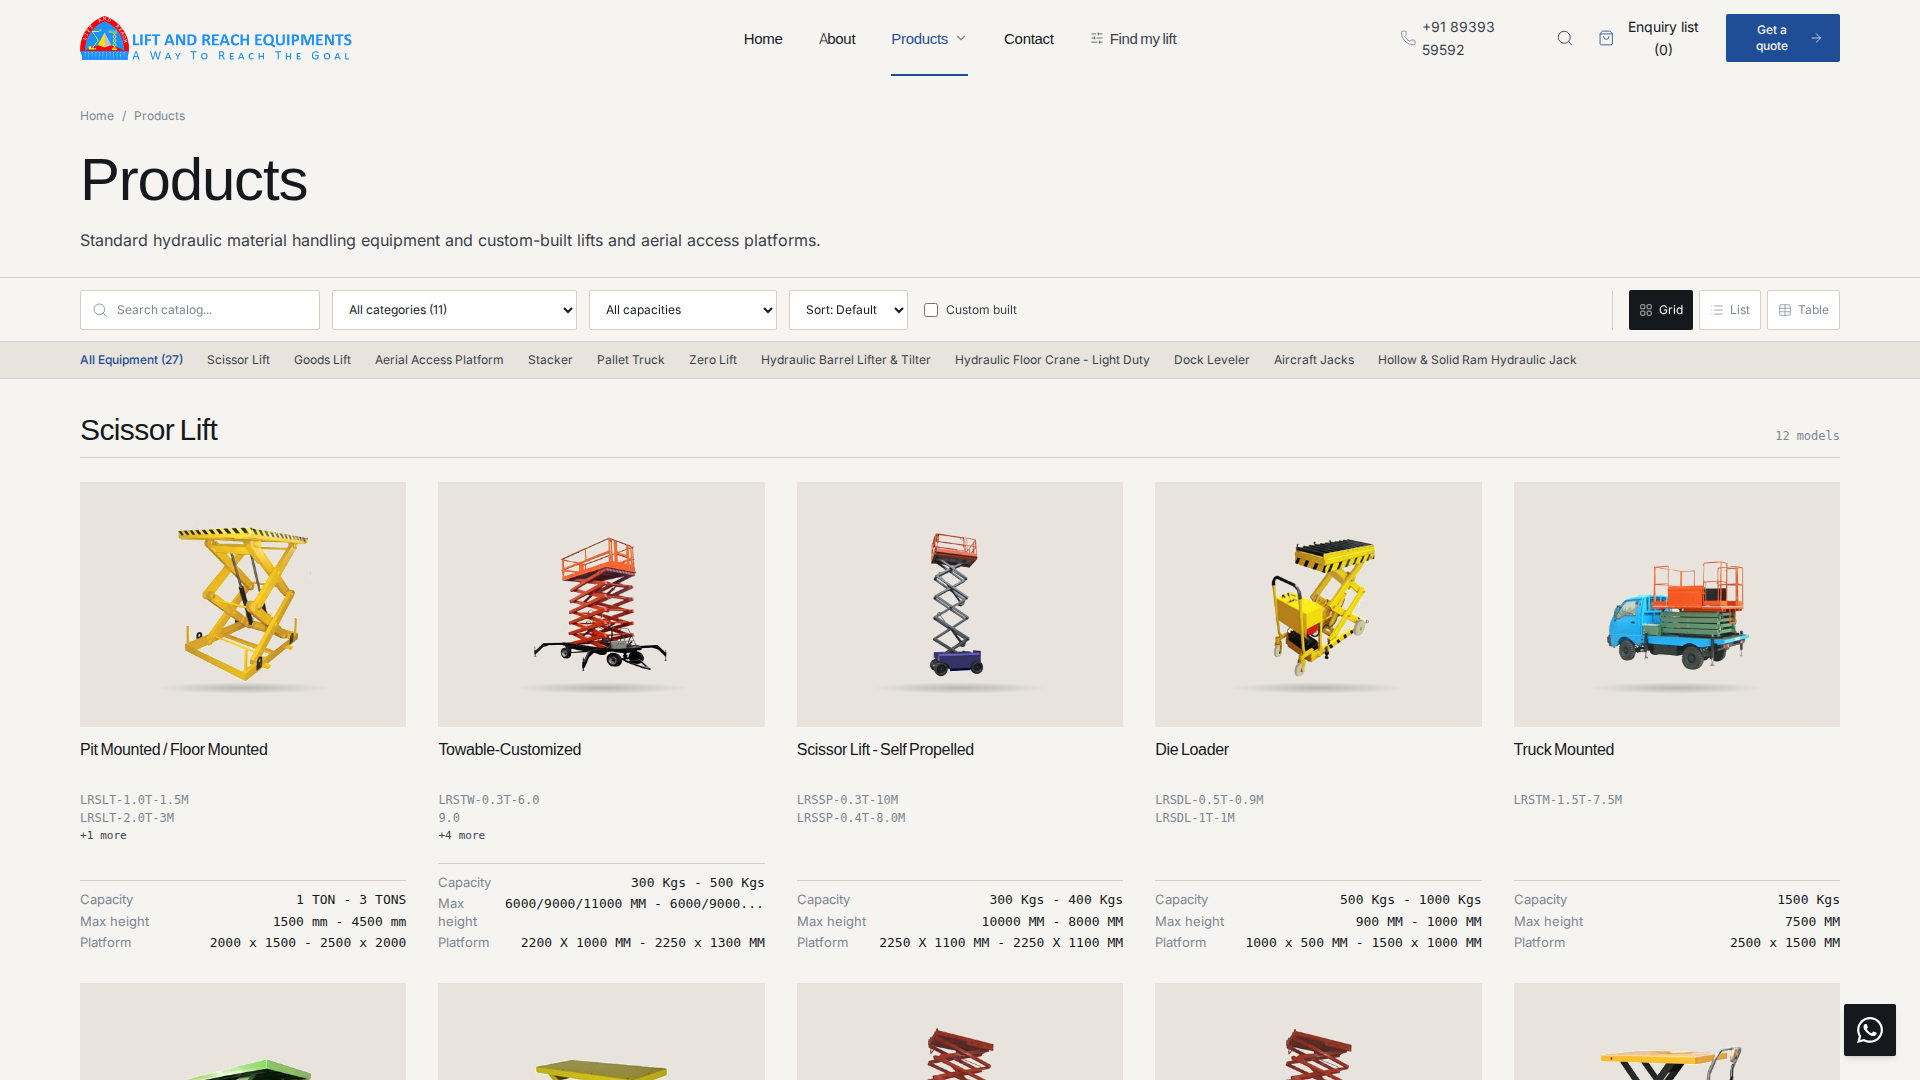 LIFT AND REACH EQUIPMENTS
A WAY TO REACH THE GOAL
Home
About
Products
Contact
Find my lift
+91 89393
59592
Enquiry list
(0)
Get a
quote
Home / Products
Products
Standard hydraulic material handling equipment and custom-built lifts and aerial access platforms.
Search catalog...
All categories (11)
All capacities
Sort: Default
Custom built
Grid
List
Table
All Equipment (27)
Scissor Lift
Goods Lift
Aerial Access Platform
Stacker
Pallet Truck
Zero Lift
Hydraulic Barrel Lifter & Tilter
Hydraulic Floor Crane - Light Duty
Dock Leveler
Aircraft Jacks
Hollow & Solid Ram Hydraulic Jack
Scissor Lift
12 models
Pit Mounted / Floor Mounted
LRSLT-1.0T-1.5M
LRSLT-2.0T-3M
+1 more
Capacity 1 TON - 3 TONS
Max height 1500 mm - 4500 mm
Platform 2000 x 1500 - 2500 x 2000
Towable-Customized
LRSTW-0.3T-6.0
9.0
+4 more
Capacity 300 Kgs - 500 Kgs
Max height 6000/9000/11000 MM - 6000/9000...
Platform 2200 X 1000 MM - 2250 x 1300 MM
Scissor Lift - Self Propelled
LRSSP-0.3T-10M
LRSSP-0.4T-8.0M
Capacity 300 Kgs - 400 Kgs
Max height 10000 MM - 8000 MM
Platform 2250 X 1100 MM - 2250 X 1100 MM
Die Loader
LRSDL-0.5T-0.9M
LRSDL-1T-1M
Capacity 500 Kgs - 1000 Kgs
Max height 900 MM - 1000 MM
Platform 1000 x 500 MM - 1500 x 1000 MM
Truck Mounted
LRSTM-1.5T-7.5M
Capacity 1500 Kgs
Max height 7500 MM
Platform 2500 x 1500 MM